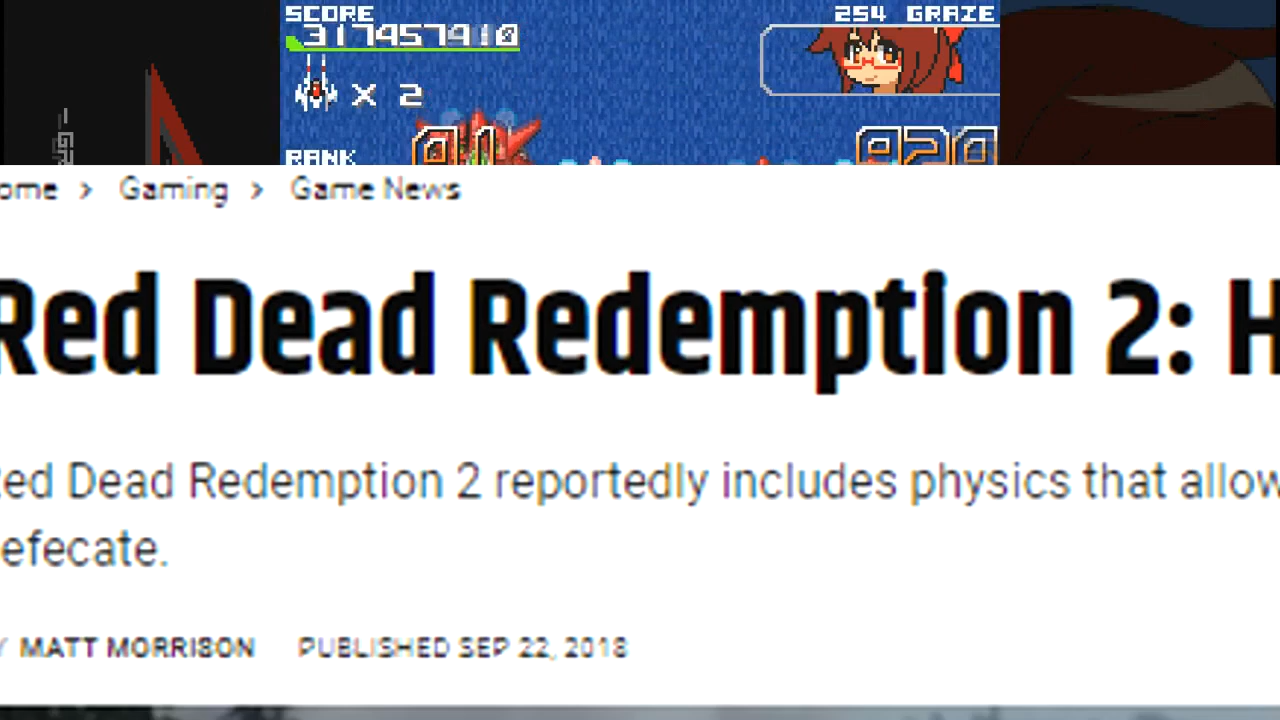 SCORE
317457910
254 GRAZE
X 2
RANK
ome > Gaming > Game News
Red Dead Redemption 2: H
ed Dead Redemption 2 reportedly includes physics that allow
efecate.
Y MATT MORRISON PUBLISHED SEP 22, 2018